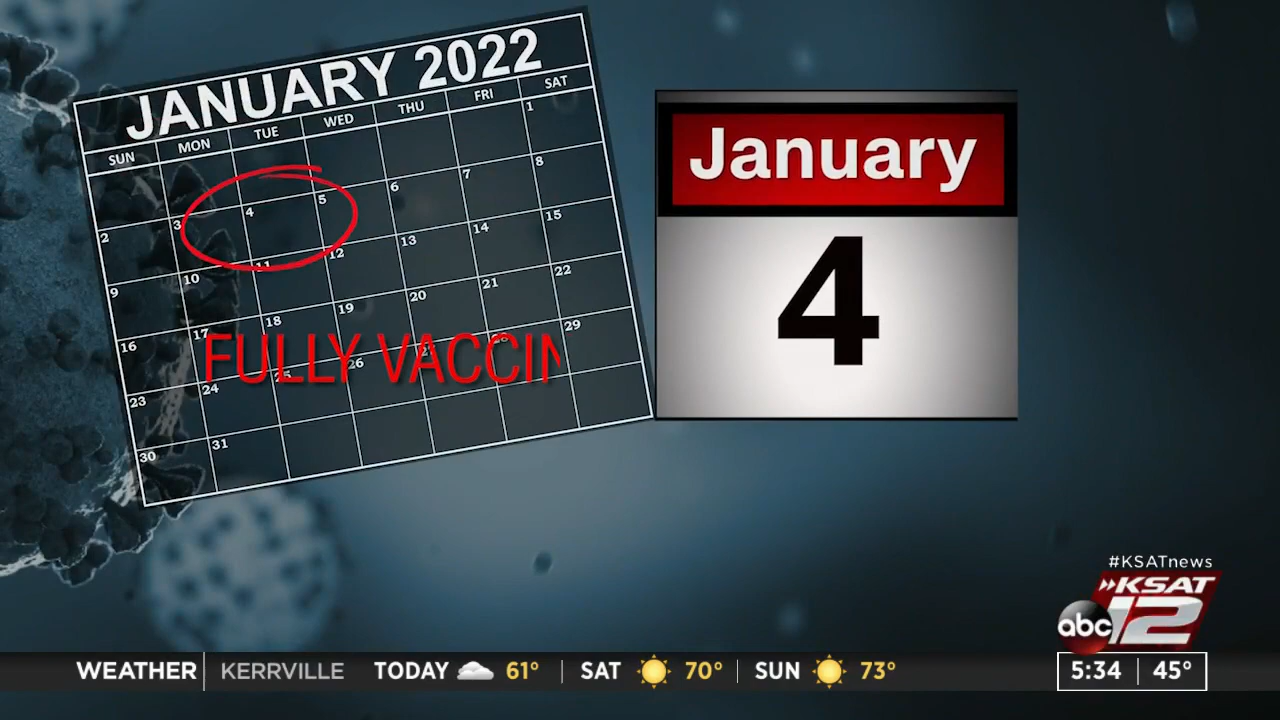 JANUARY 2022
SUN MON TUE WED THU FRI SAT
1
2 3 4 5 6 7 8
9 10 11 12 13 14 15
16 17 18 19 20 21 22
23 24 25 26 27 28 29
30 31
FULLY VACCIN
January
4
#KSATnews
KSAT
abc 12
WEATHER KERRVILLE TODAY 61° SAT 70° SUN 73°
5:34 45°